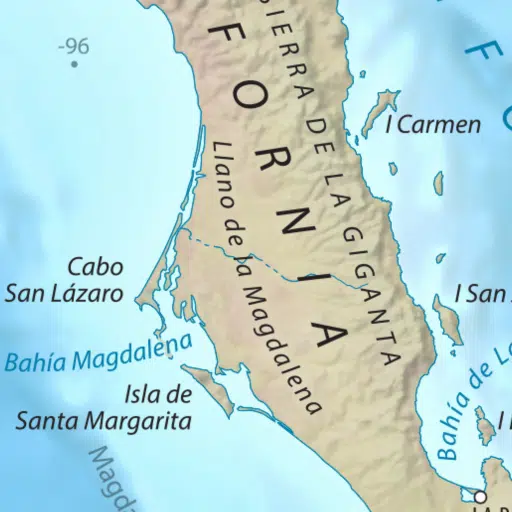 -96
FORNIA
SIERRA DE LA GIGANTA
I Carmen
Llano de la Magdalena
Cabo
San Lázaro
I San
Bahía Magdalena
Isla de
Santa Margarita
Bahía de